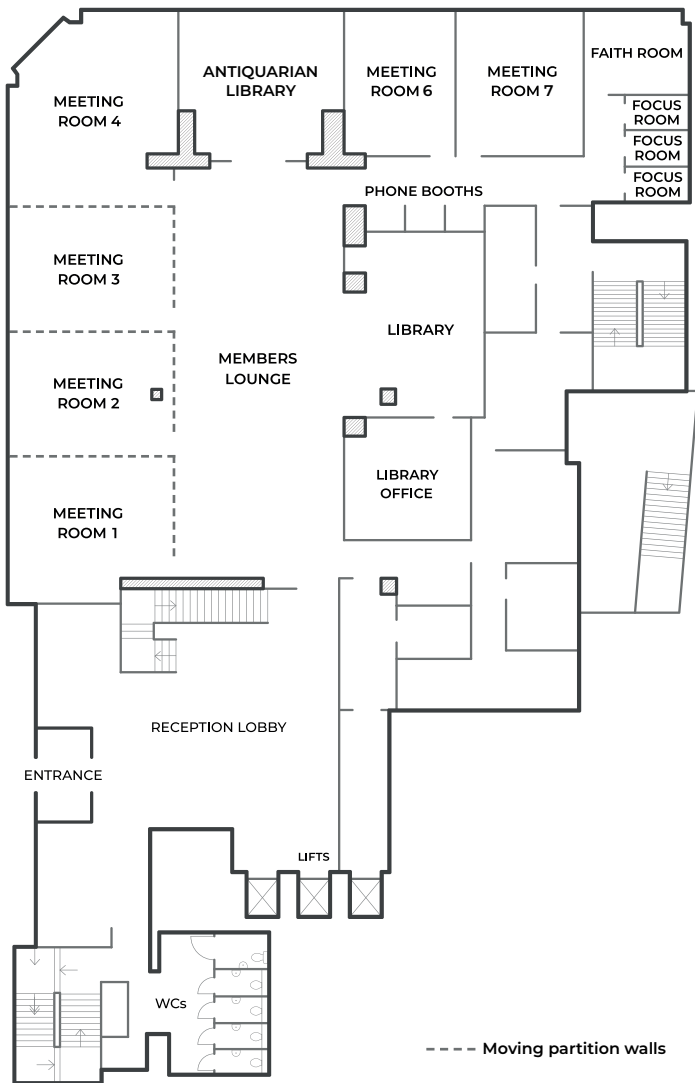 ANTIQUARIAN
LIBRARY
MEETING
ROOM 6
MEETING
ROOM 7
FAITH ROOM
MEETING
ROOM 4
FOCUS
ROOM
FOCUS
ROOM
FOCUS
ROOM
PHONE BOOTHS
MEETING
ROOM 3
LIBRARY
MEMBERS
LOUNGE
MEETING
ROOM 2
LIBRARY
OFFICE
MEETING
ROOM 1
RECEPTION LOBBY
ENTRANCE
LIFTS
WCs
Moving partition walls